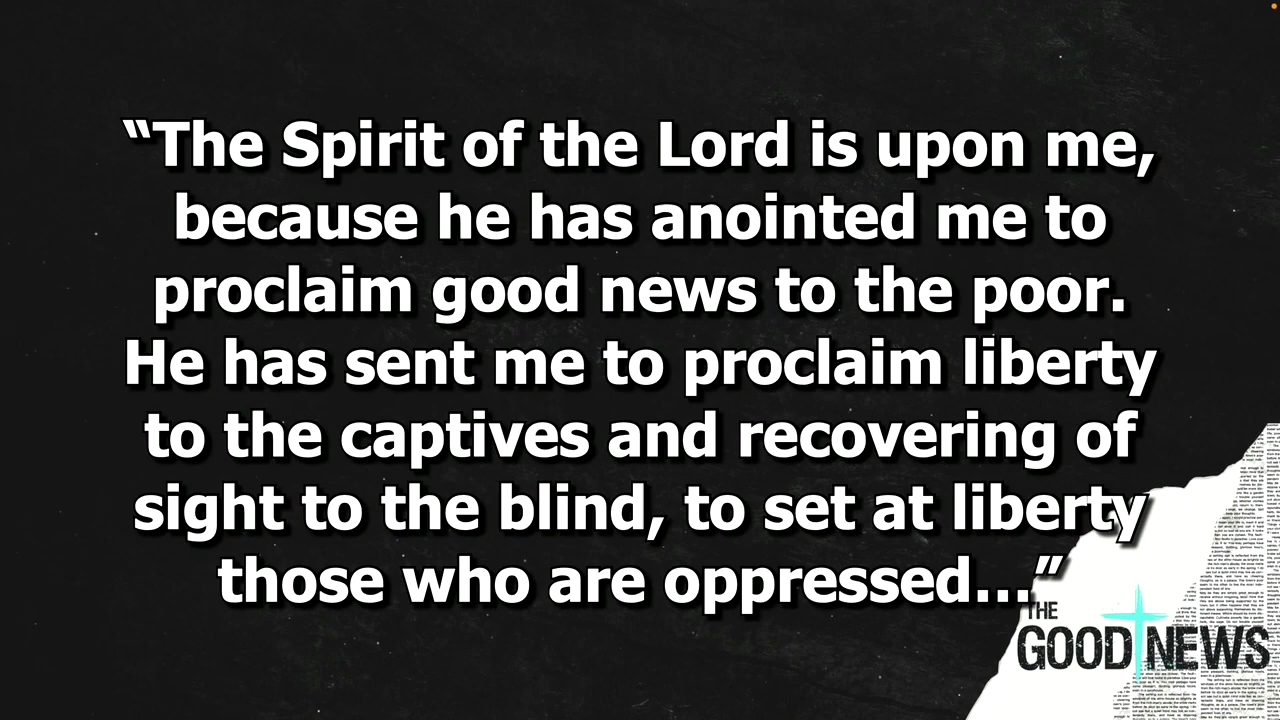 “The Spirit of the Lord is upon me,
because he has anointed me to
proclaim good news to the poor.
He has sent me to proclaim liberty
to the captives and recovering of
sight to the blind, to set at liberty
those who are oppressed...”
THE
GOOD NEWS